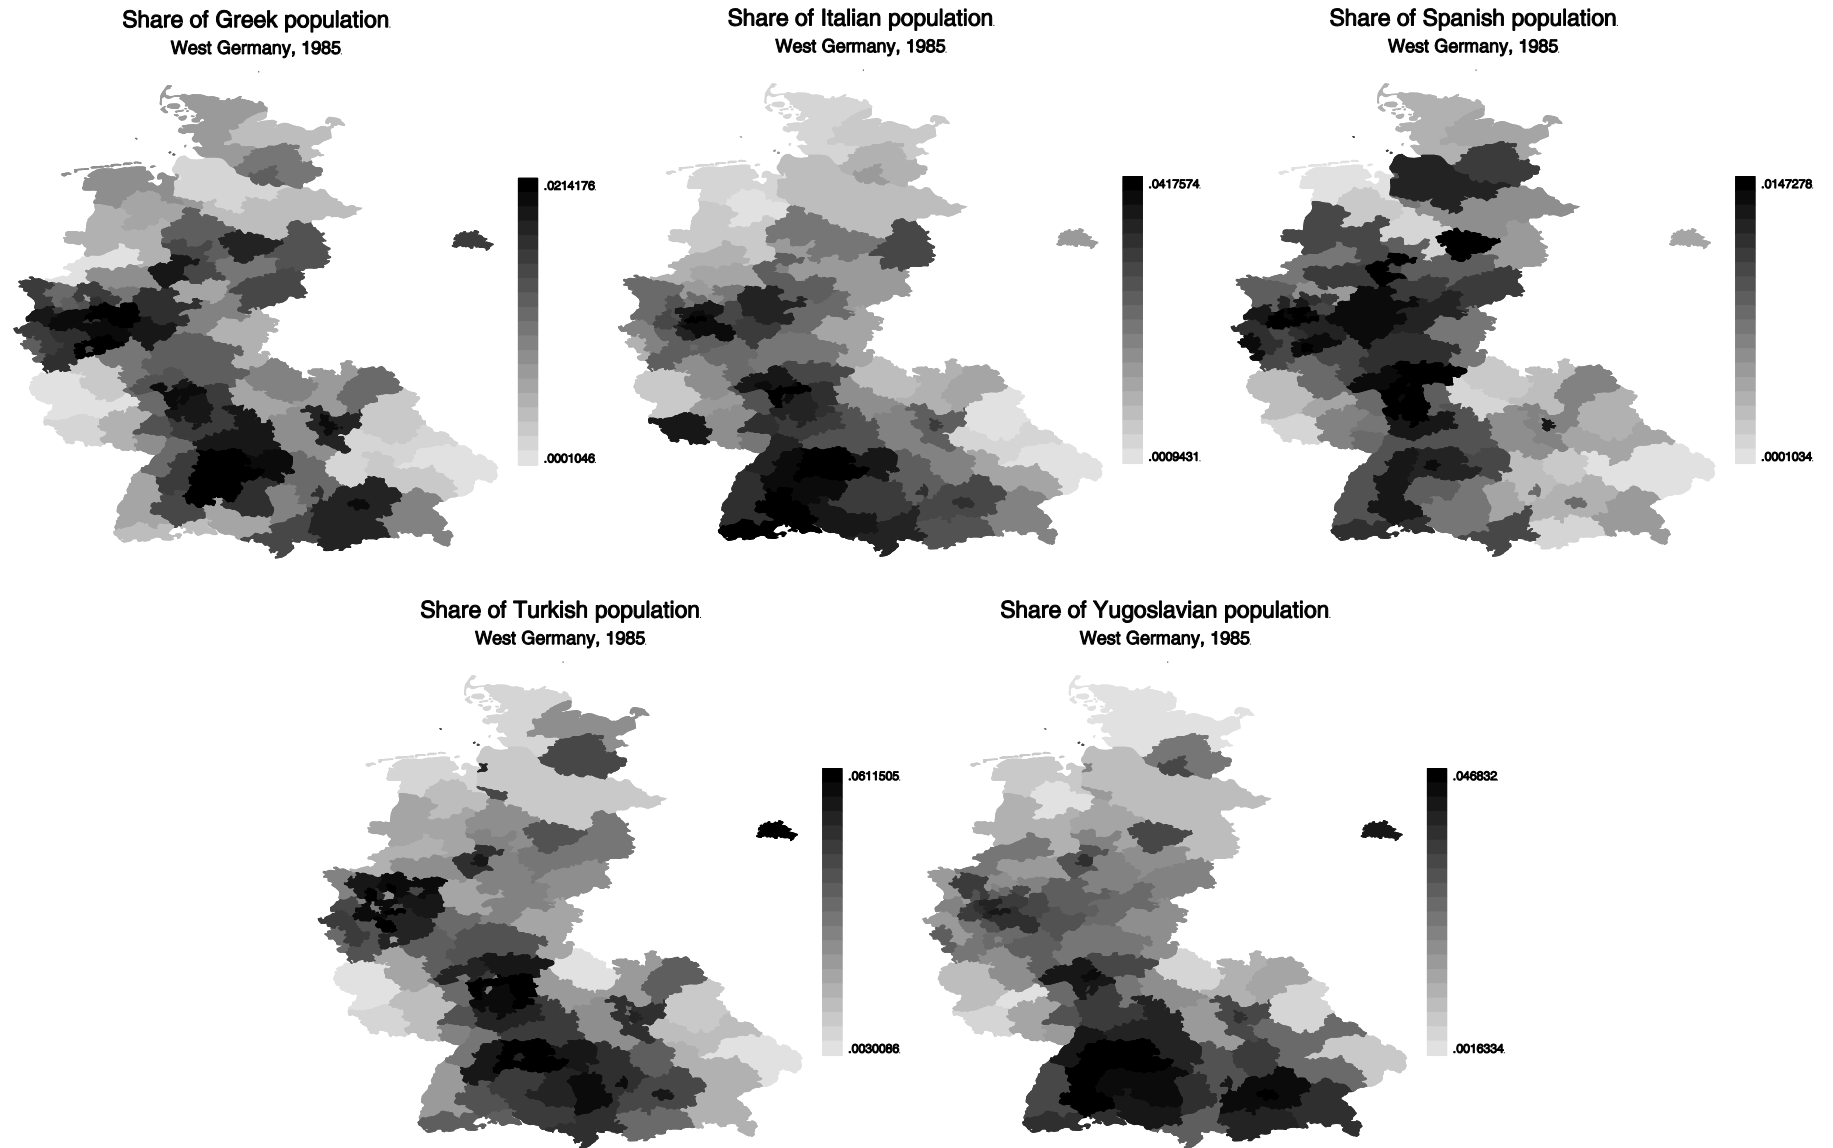 Share of Greek population
West Germany, 1985
.0214176
.0001046
Share of Italian population
West Germany, 1985
.0417574
.0009431
Share of Spanish population
West Germany, 1985
.0147278
.0001034
Share of Turkish population
West Germany, 1985
.0611505
.0030086
Share of Yugoslavian population
West Germany, 1985
.046832
.0016334